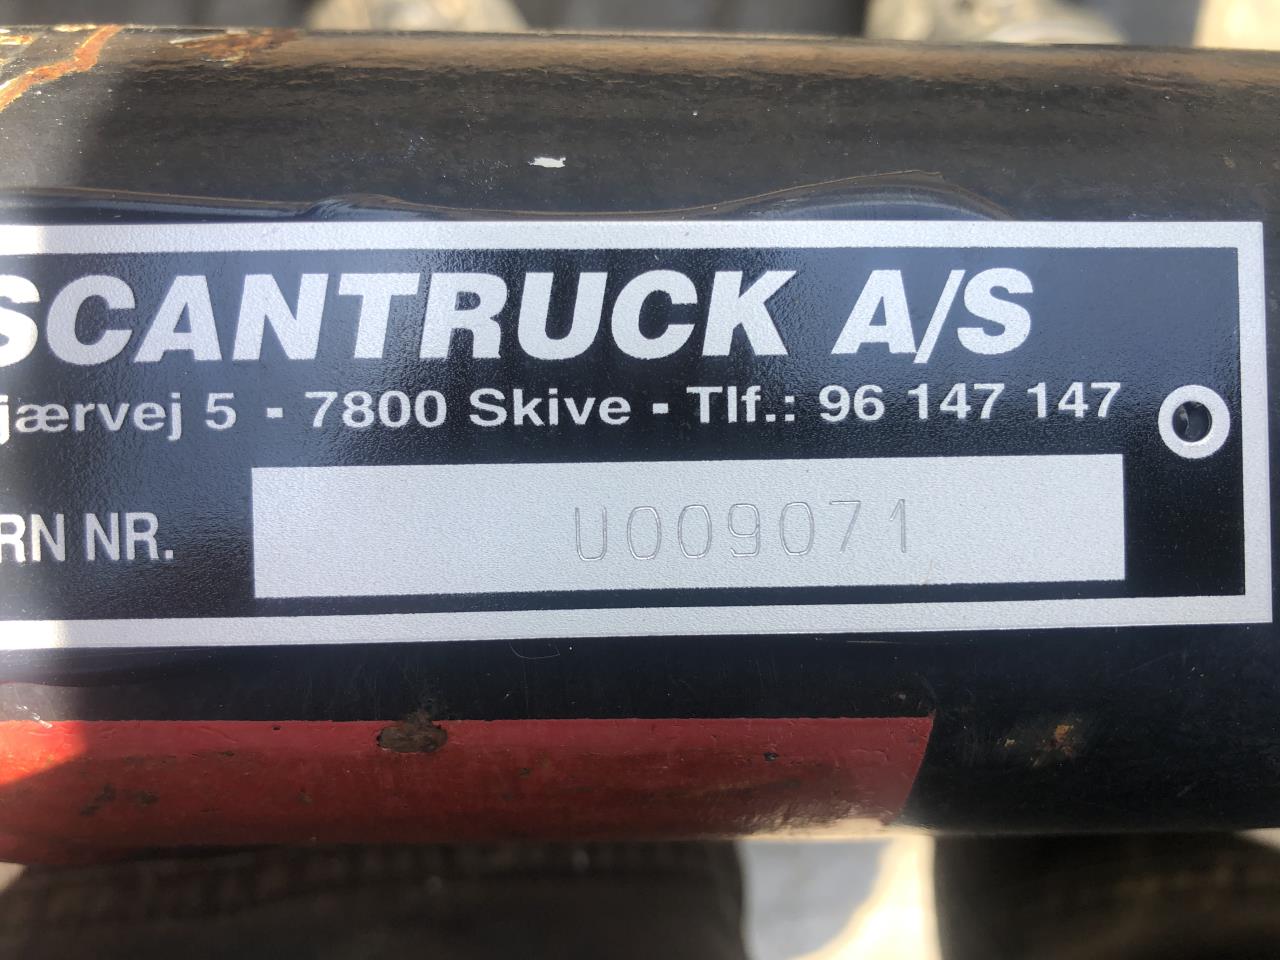 SCANTRUCK A/S
jærvej 5 - 7800 Skive - Tlf.: 96 147 147
RN NR. U009071